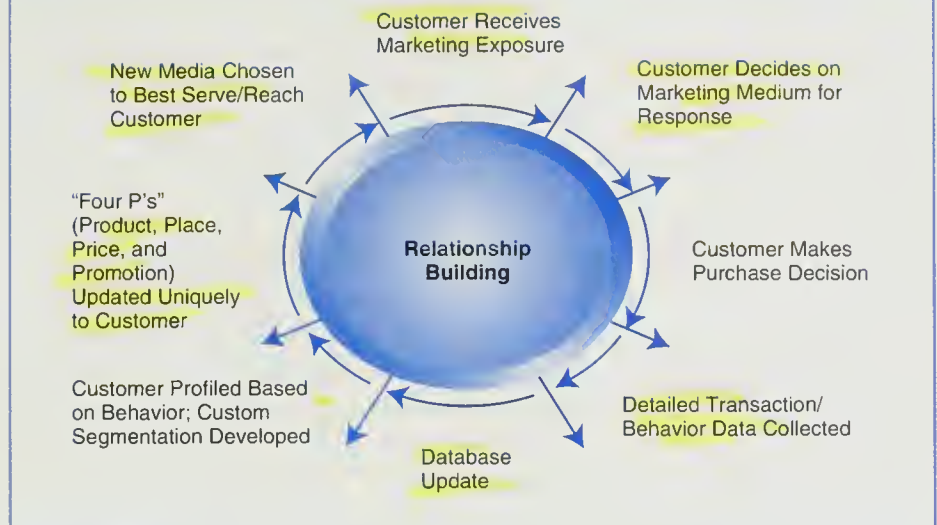 Customer Receives
Marketing Exposure
New Media Chosen
to Best Serve/Reach
Customer
Customer Decides on
Marketing Medium for
Response
"Four P's"
(Product, Place,
Price, and
Promotion)
Updated Uniquely
to Customer
Relationship
Building
Customer Makes
Purchase Decision
Customer Profiled Based
on Behavior; Custom
Segmentation Developed
Detailed Transaction/
Behavior Data Collected
Database
Update